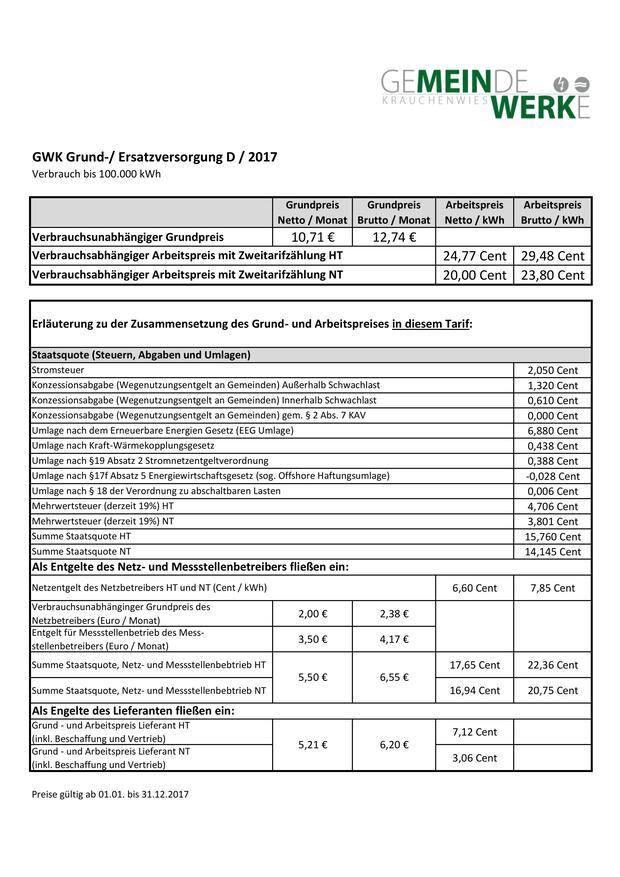 GEMEINDE
KRAUCHENWIES WERKE
GWK Grund-/ Ersatzversorgung D / 2017
Verbrauch bis 100.000 kWh
Grundpreis Grundpreis Arbeitspreis Arbeitspreis
Netto / Monat Brutto / Monat Netto / kWh Brutto / kWh
Verbrauchsunabhängiger Grundpreis 10,71 € 12,74 €
Verbrauchsabhängiger Arbeitspreis mit Zweitarifzählung HT 24,77 Cent 29,48 Cent
Verbrauchsabhängiger Arbeitspreis mit Zweitarifzählung NT 20,00 Cent 23,80 Cent
Erläuterung zu der Zusammensetzung des Grund- und Arbeitspreises in diesem Tarif:
Staatsquote (Steuern, Abgaben und Umlagen)
Stromsteuer 2,050 Cent
Konzessionsabgabe (Wegenutzungsentgelt an Gemeinden) Außerhalb Schwachlast 1,320 Cent
Konzessionsabgabe (Wegenutzungsentgelt an Gemeinden) Innerhalb Schwachlast 0,610 Cent
Konzessionsabgabe (Wegenutzungsentgelt an Gemeinden) gem. § 2 Abs. 7 KAV 0,000 Cent
Umlage nach dem Erneuerbare Energien Gesetz (EEG Umlage) 6,880 Cent
Umlage nach Kraft-Wärmekopplungsgesetz 0,438 Cent
Umlage nach §19 Absatz 2 Stromnetzentgeltverordnung 0,388 Cent
Umlage nach §17f Absatz 5 Energiewirtschaftsgesetz (sog. Offshore Haftungsumlage) -0,028 Cent
Umlage nach § 18 der Verordnung zu abschaltbaren Lasten 0,006 Cent
Mehrwertsteuer (derzeit 19%) HT 4,706 Cent
Mehrwertsteuer (derzeit 19%) NT 3,801 Cent
Summe Staatsquote HT 15,760 Cent
Summe Staatsquote NT 14,145 Cent
Als Entgelte des Netz- und Messstellenbetreibers fließen ein:
Netzentgelt des Netzbetreibers HT und NT (Cent / kWh) 6,60 Cent 7,85 Cent
Verbrauchsunabhänginger Grundpreis des
Netzbetreibers (Euro / Monat) 2,00 € 2,38 €
Entgelt für Messstellenbetrieb des Mess-
stellenbetreibers (Euro / Monat) 3,50 € 4,17 €
Summe Staatsquote, Netz- und Messstellenbebtrieb HT 17,65 Cent 22,36 Cent
5,50 € 6,55 €
Summe Staatsquote, Netz- und Messstellenbebtrieb NT 16,94 Cent 20,75 Cent
Als Engelte des Lieferanten fließen ein:
Grund - und Arbeitspreis Lieferant HT
(inkl. Beschaffung und Vertrieb) 7,12 Cent
5,21 € 6,20 €
Grund - und Arbeitspreis Lieferant NT
(inkl. Beschaffung und Vertrieb) 3,06 Cent
Preise gültig ab 01.01. bis 31.12.2017